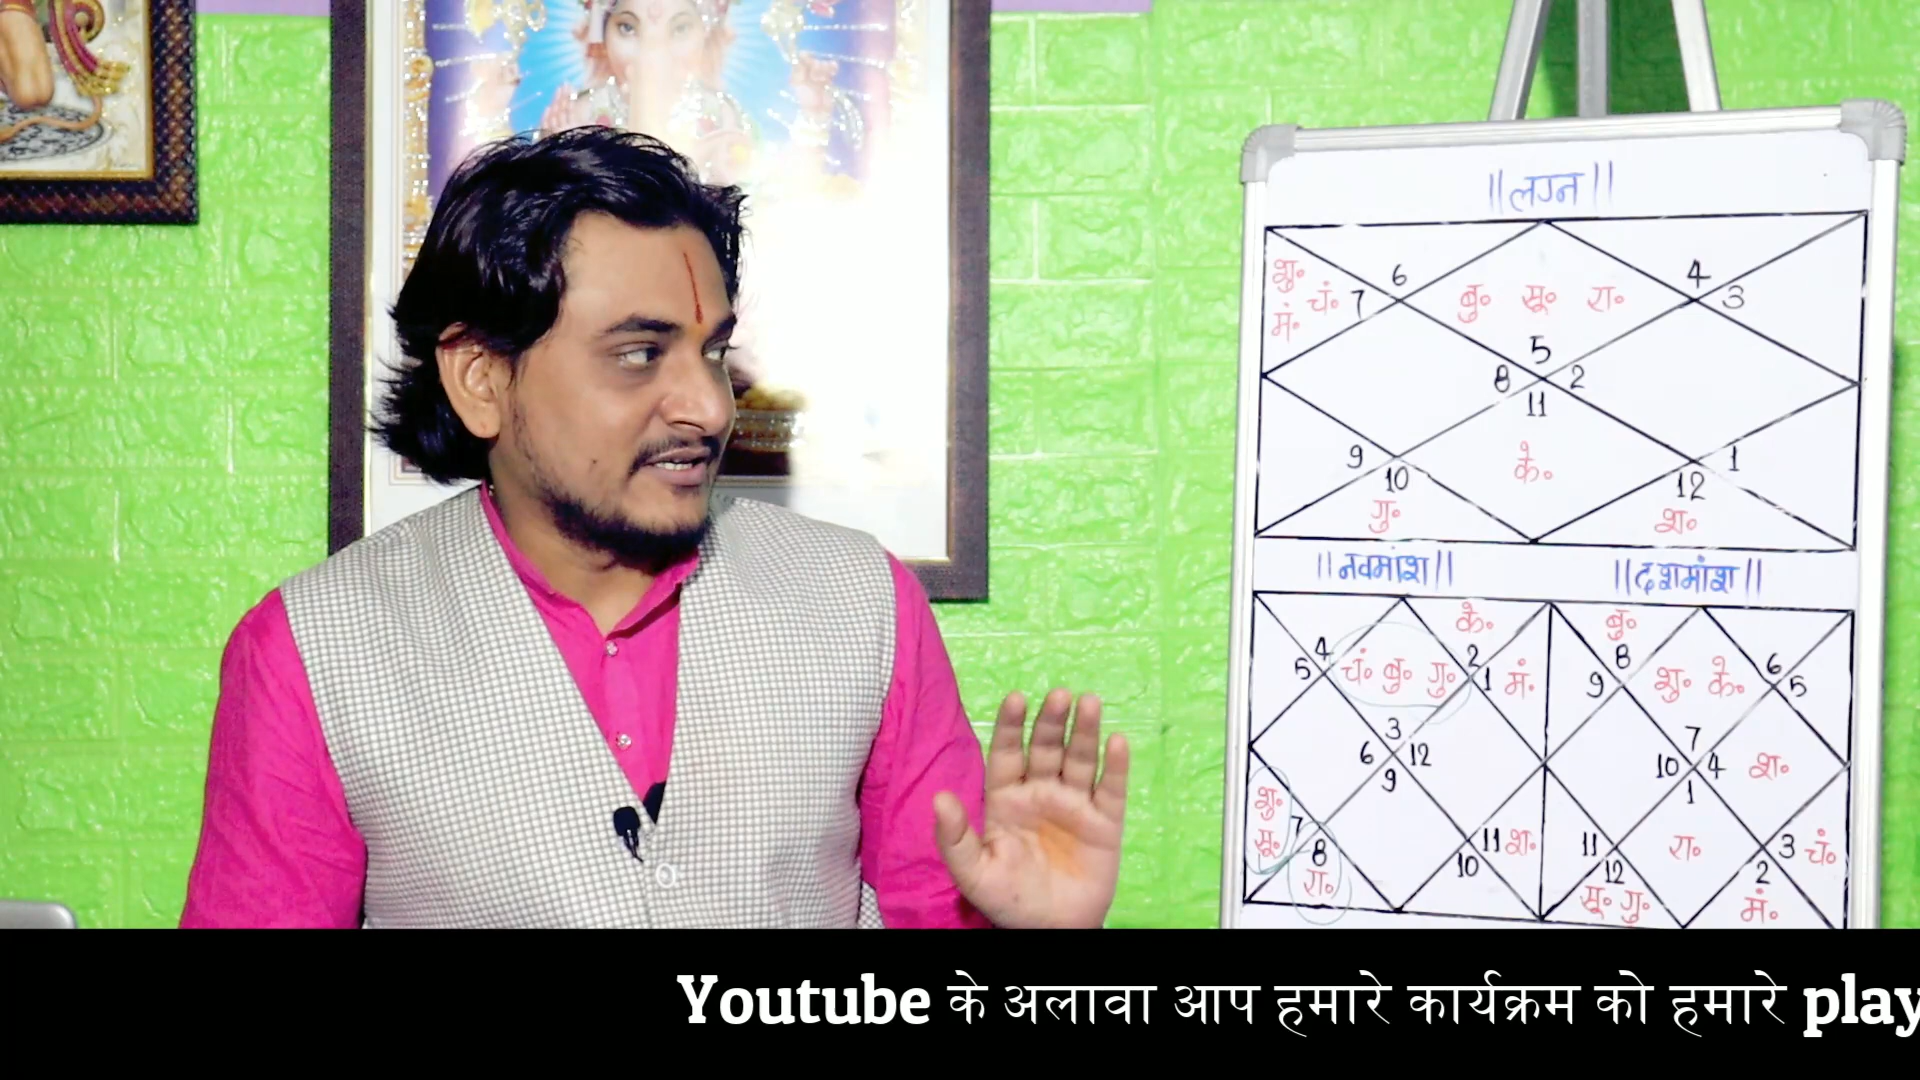 ||लग्न||
शु॰ 6 4
चं॰ 7 बु॰ सू॰ रा॰ 3
मं॰
5
8 2
11
9 के॰ 1
10 12
गु॰ श॰
||नवमांश|| ||दशमांश||
के॰ बु॰
4 2 8 6
5 चं॰ बु॰ गु॰ 1 मं॰ 9 शु॰ के॰ 5
3 7
6 12 10 4 श॰
9 1
शु॰
सू॰ 7 11 श॰ 11 रा॰ 3 चं॰
8 10 12 2
रा॰ सू॰ गु॰ मं॰
Youtube के अलावा आप हमारे कार्यक्रम को हमारे play